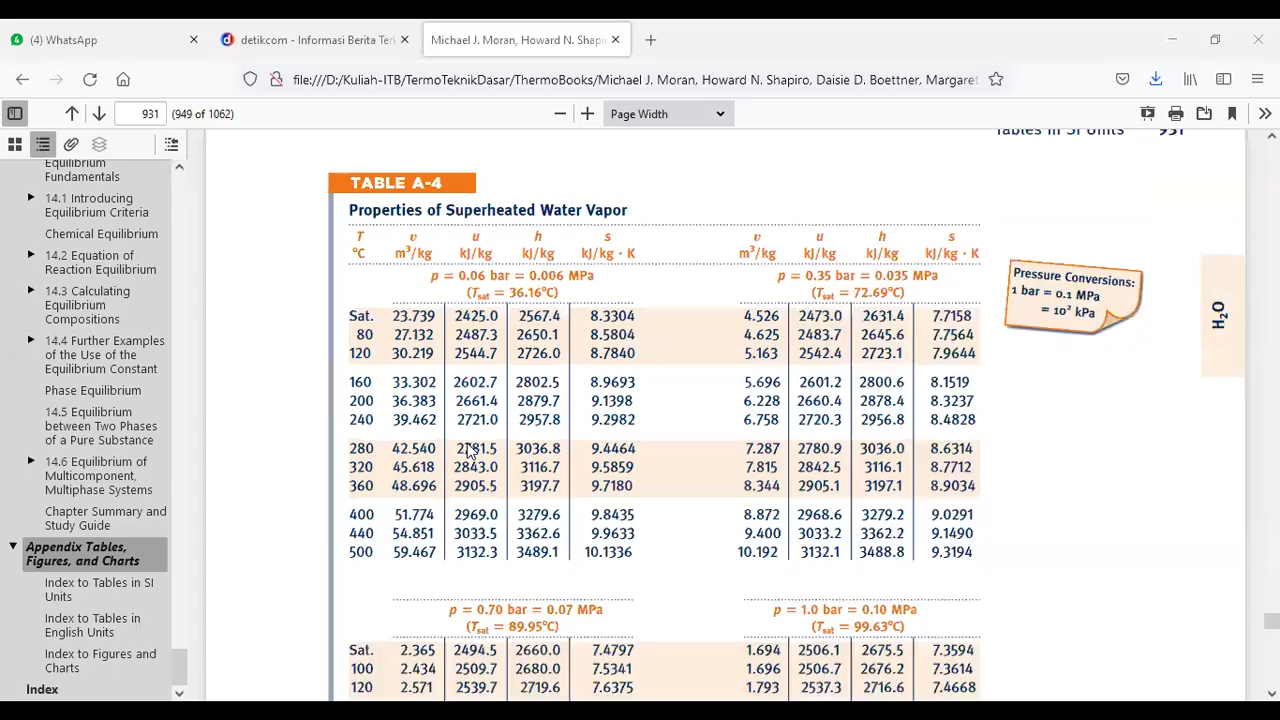 (4) WhatsApp
detikcom - Informasi Berita Ter
Michael J. Moran, Howard N. Shapi
file:///D:/Kuliah-ITB/TermoTeknikDasar/ThermoBooks/Michael J. Moran, Howard N. Shapiro, Daisie D. Boettner, Margaret
931 (949 of 1062)
Page Width
Equilibrium
Fundamentals
14.1 Introducing
Equilibrium Criteria
Chemical Equilibrium
14.2 Equation of
Reaction Equilibrium
14.3 Calculating
Equilibrium
Compositions
14.4 Further Examples
of the Use of the
Equilibrium Constant
Phase Equilibrium
14.5 Equilibrium
between Two Phases
of a Pure Substance
14.6 Equilibrium of
Multicomponent,
Multiphase Systems
Chapter Summary and
Study Guide
Appendix Tables,
Figures, and Charts
Index to Tables in SI
Units
Index to Tables in
English Units
Index to Figures and
Charts
Index
Tables in SI Units 931
TABLE A-4
Properties of Superheated Water Vapor
T v u h s v u h s
°C m³/kg kJ/kg kJ/kg kJ/kg · K m³/kg kJ/kg kJ/kg kJ/kg · K
p = 0.06 bar = 0.006 MPa p = 0.35 bar = 0.035 MPa
(Tsat = 36.16°C) (Tsat = 72.69°C)
Sat. 23.739 2425.0 2567.4 8.3304 4.526 2473.0 2631.4 7.7158
80 27.132 2487.3 2650.1 8.5804 4.625 2483.7 2645.6 7.7564
120 30.219 2544.7 2726.0 8.7840 5.163 2542.4 2723.1 7.9644
160 33.302 2602.7 2802.5 8.9693 5.696 2601.2 2800.6 8.1519
200 36.383 2661.4 2879.7 9.1398 6.228 2660.4 2878.4 8.3237
240 39.462 2721.0 2957.8 9.2982 6.758 2720.3 2956.8 8.4828
280 42.540 2781.5 3036.8 9.4464 7.287 2780.9 3036.0 8.6314
320 45.618 2843.0 3116.7 9.5859 7.815 2842.5 3116.1 8.7712
360 48.696 2905.5 3197.7 9.7180 8.344 2905.1 3197.1 8.9034
400 51.774 2969.0 3279.6 9.8435 8.872 2968.6 3279.2 9.0291
440 54.851 3033.5 3362.6 9.9633 9.400 3033.2 3362.2 9.1490
500 59.467 3132.3 3489.1 10.1336 10.192 3132.1 3488.8 9.3194
p = 0.70 bar = 0.07 MPa p = 1.0 bar = 0.10 MPa
(Tsat = 89.95°C) (Tsat = 99.63°C)
Sat. 2.365 2494.5 2660.0 7.4797 1.694 2506.1 2675.5 7.3594
100 2.434 2509.7 2680.0 7.5341 1.696 2506.7 2676.2 7.3614
120 2.571 2539.7 2719.6 7.6375 1.793 2537.3 2716.6 7.4668
Pressure Conversions:
1 bar = 0.1 MPa
= 10² kPa
H₂O